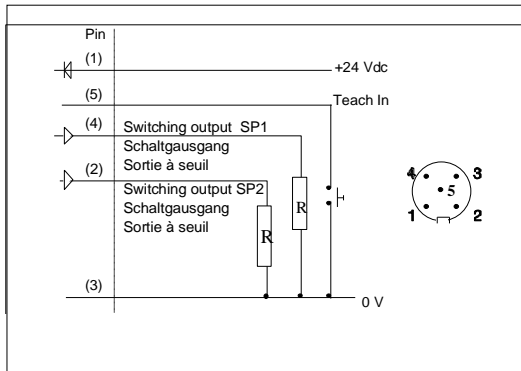 Pin
(1)
+24 Vdc
(5)
Teach In
(4)
Switching output SP1
Schaltgausgang
Sortie à seuil
(2)
Switching output SP2
Schaltgausgang
Sortie à seuil
R
R
(3)
0 V
4
3
5
1
2